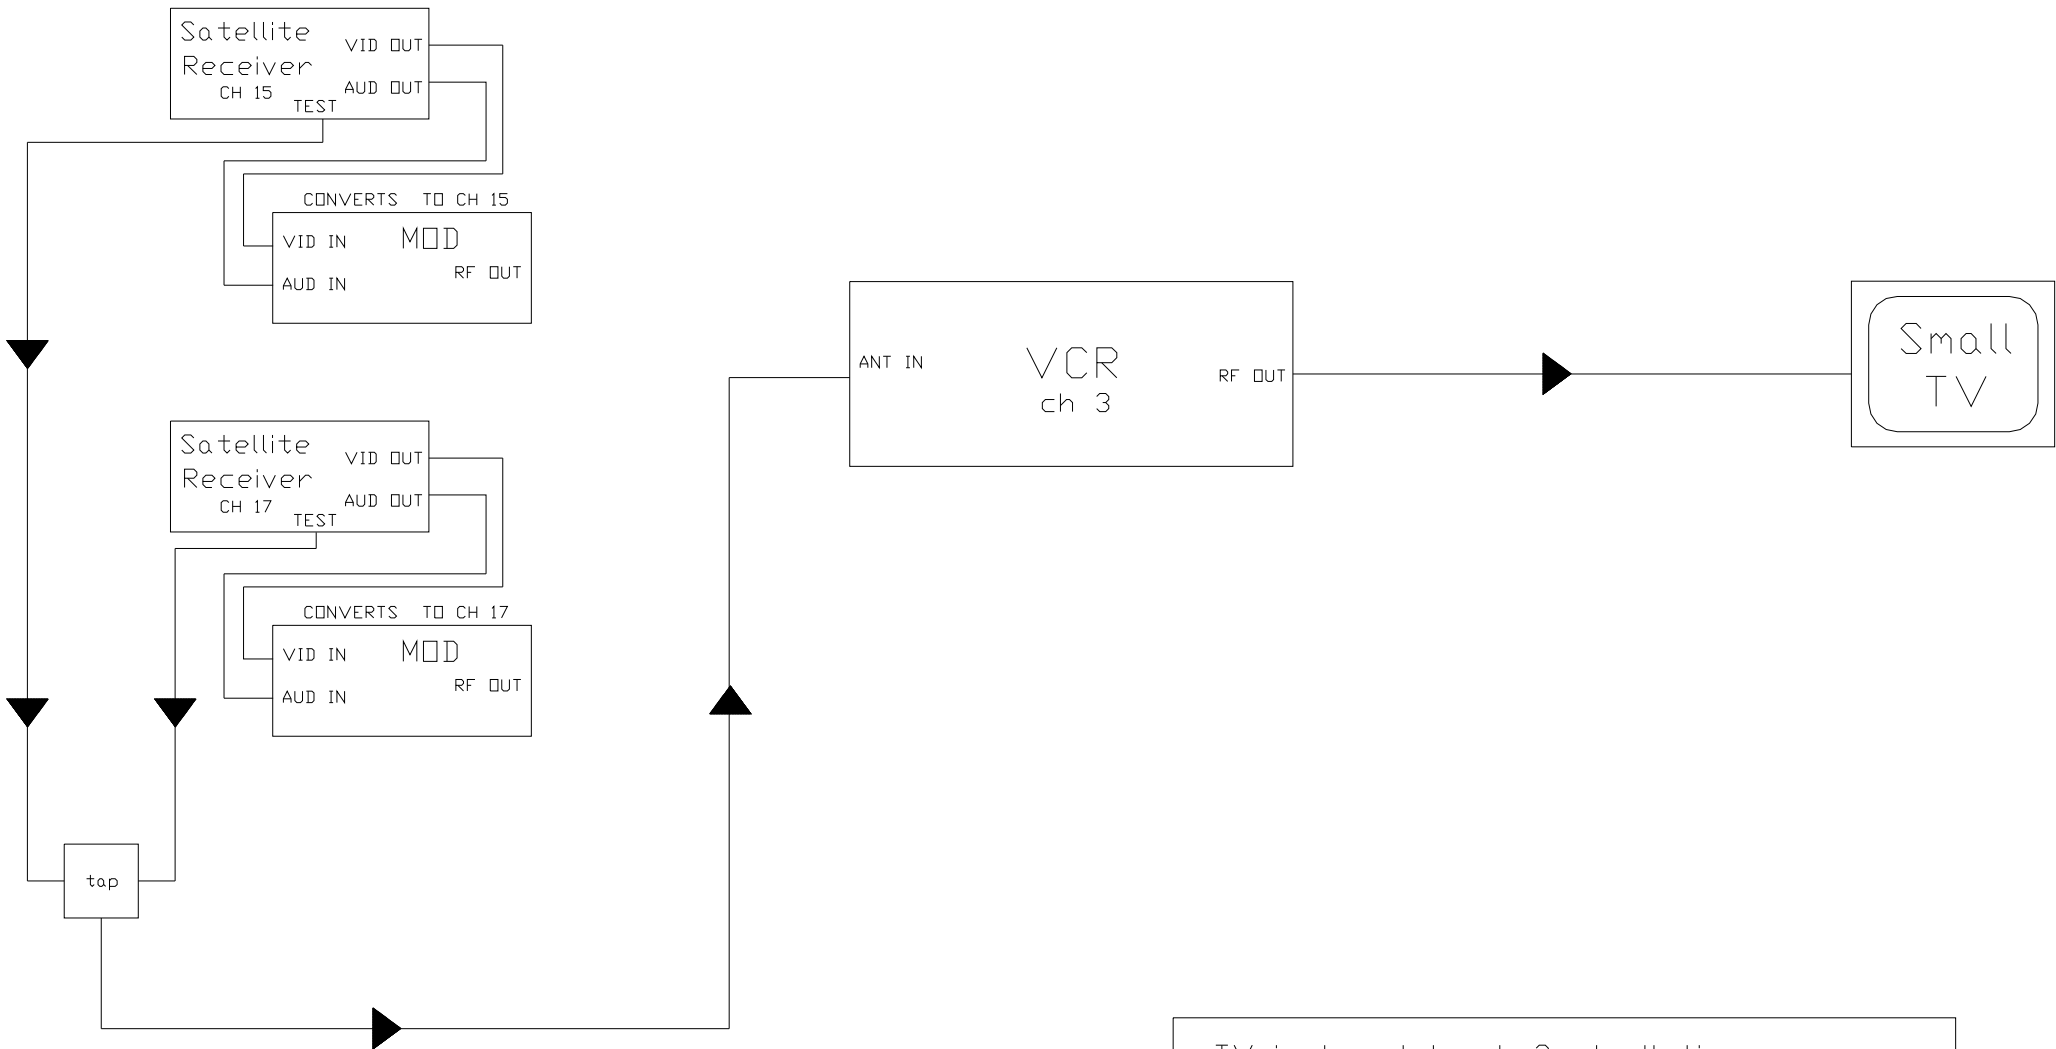 Satellite
Receiver
CH 15
VID OUT
AUD OUT
TEST
CONVERTS TO CH 15
MOD
VID IN
AUD IN
RF OUT
Satellite
Receiver
CH 17
VID OUT
AUD OUT
TEST
CONVERTS TO CH 17
MOD
VID IN
AUD IN
RF OUT
tap
ANT IN
VCR
ch 3
RF OUT
Small
TV
TV